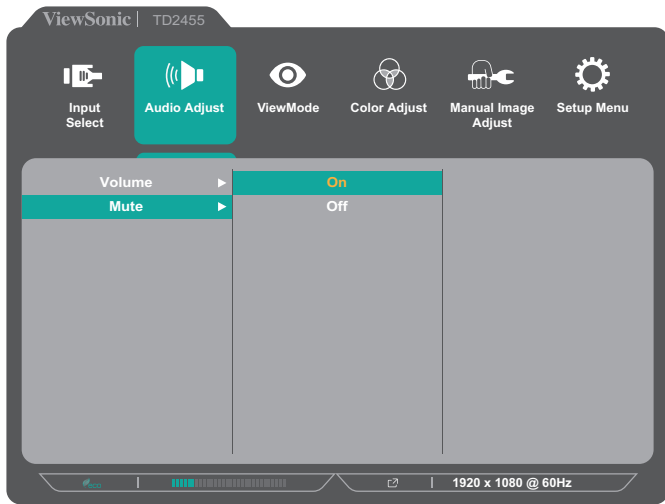 ViewSonic | TD2455
Input Select
Audio Adjust
ViewMode
Color Adjust
Manual Image Adjust
Setup Menu
Volume
On
Mute
Off
eco
1920 x 1080 @ 60Hz